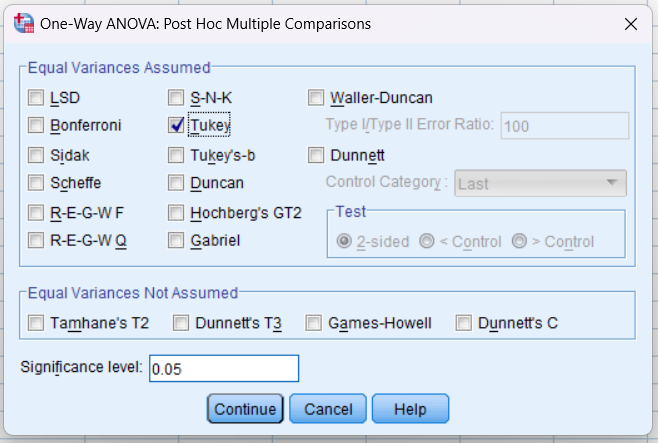 One-Way ANOVA: Post Hoc Multiple Comparisons
Equal Variances Assumed
LSD S-N-K Waller-Duncan
Bonferroni Tukey Type I/Type II Error Ratio: 100
Sidak Tukey's-b Dunnett
Scheffe Duncan Control Category: Last
R-E-G-W F Hochberg's GT2 Test
R-E-G-W Q Gabriel 2-sided < Control > Control
Equal Variances Not Assumed
Tamhane's T2 Dunnett's T3 Games-Howell Dunnett's C
Significance level: 0.05
Continue Cancel Help